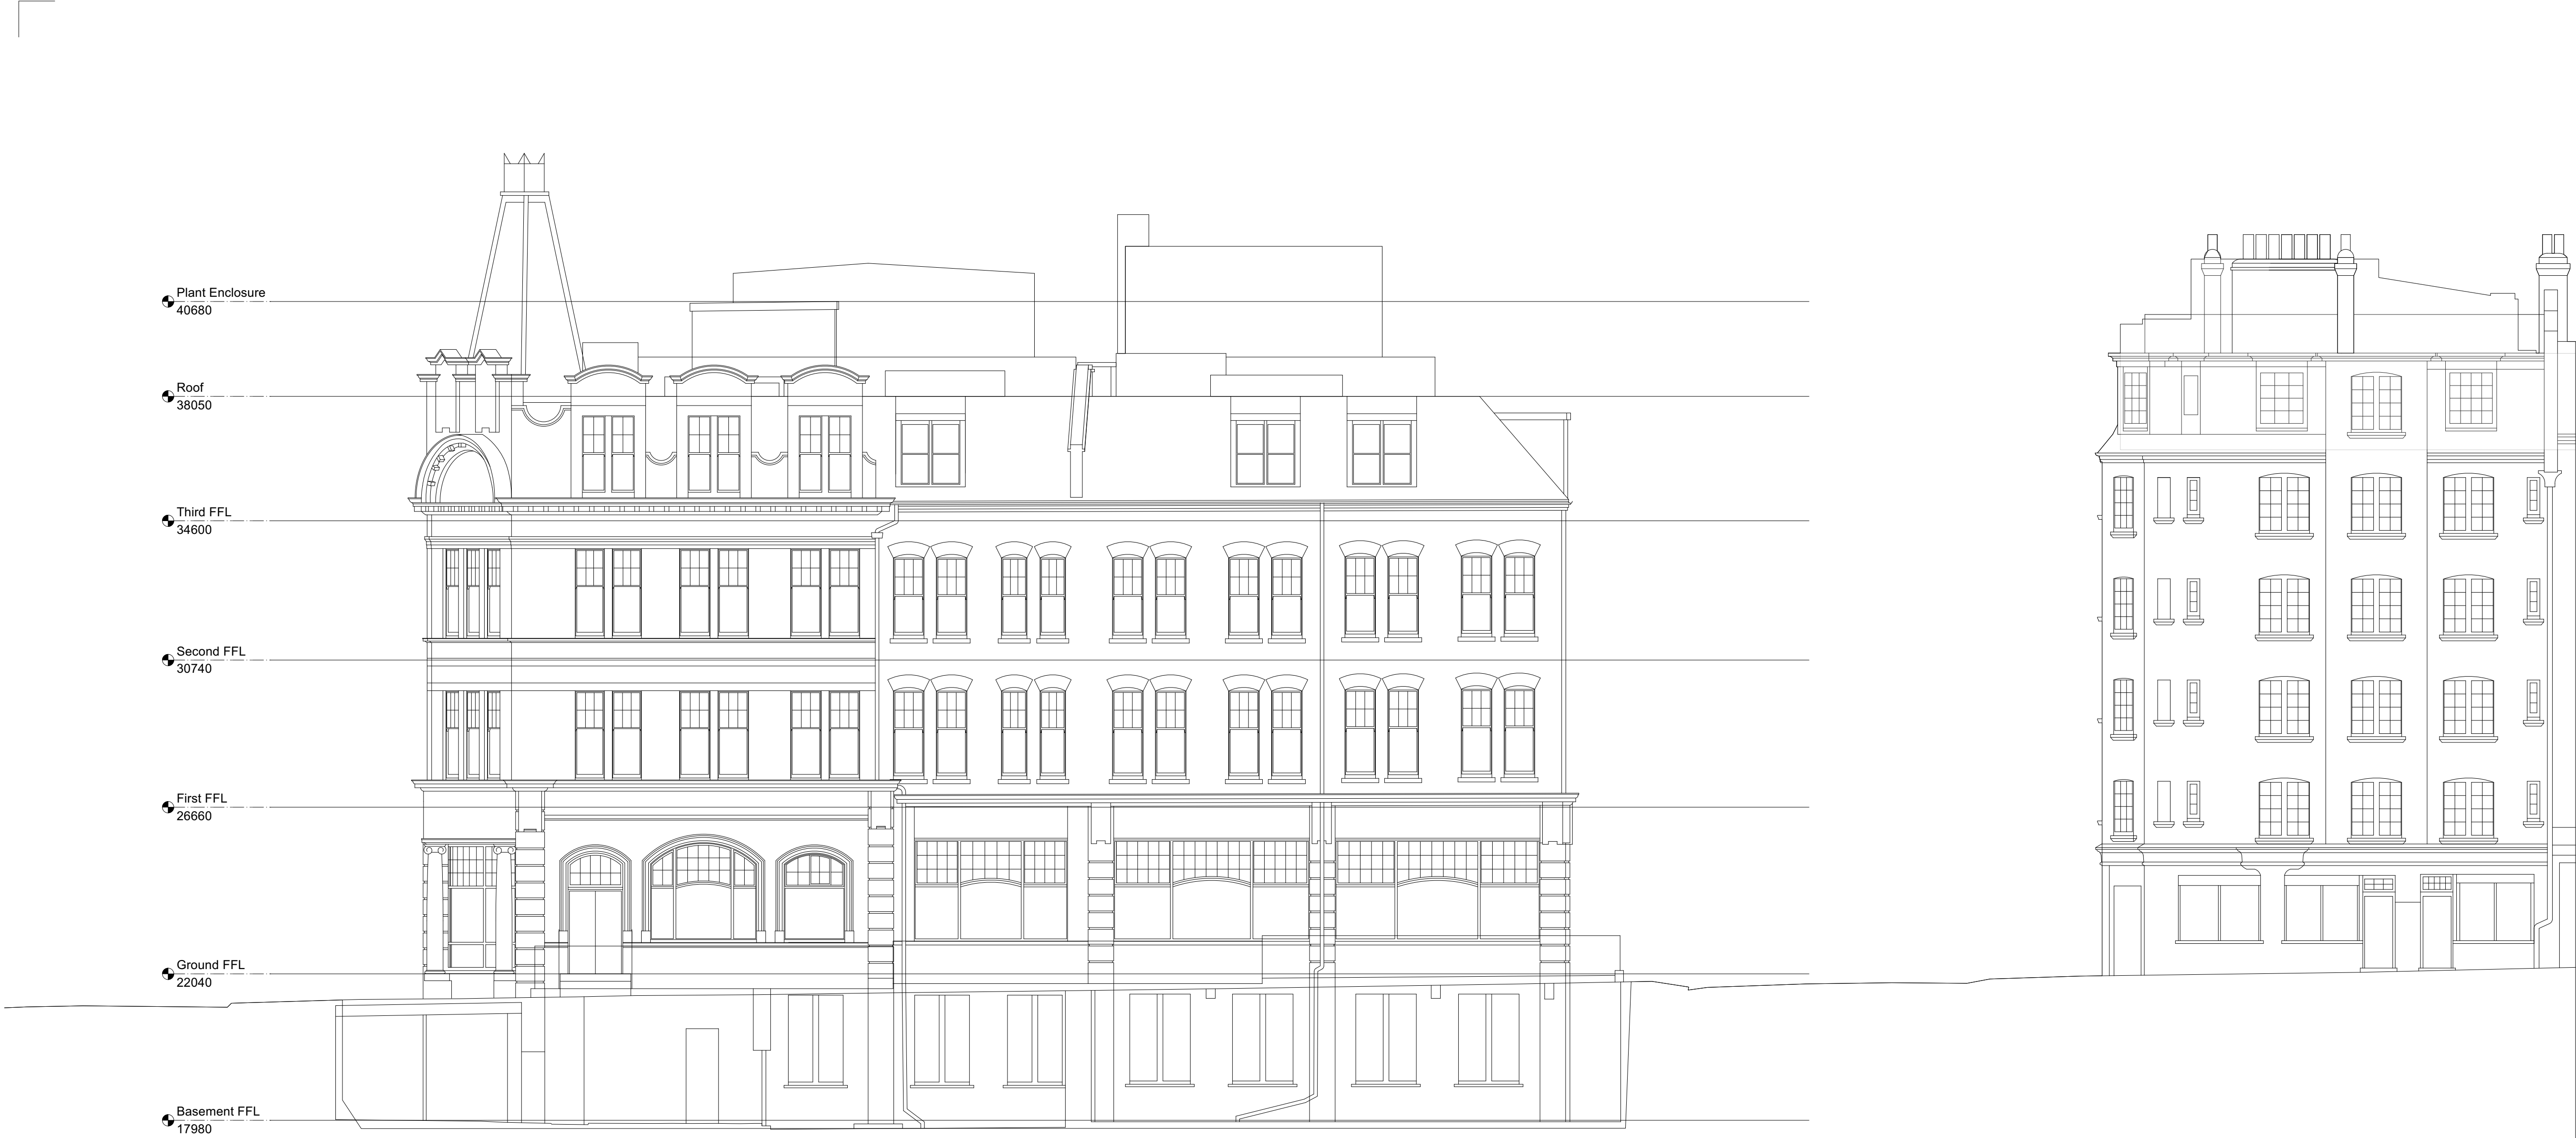 Plant Enclosure
40680
Roof
38050
Third FFL
34600
Second FFL
30740
First FFL
26660
Ground FFL
22040
Basement FFL
17980